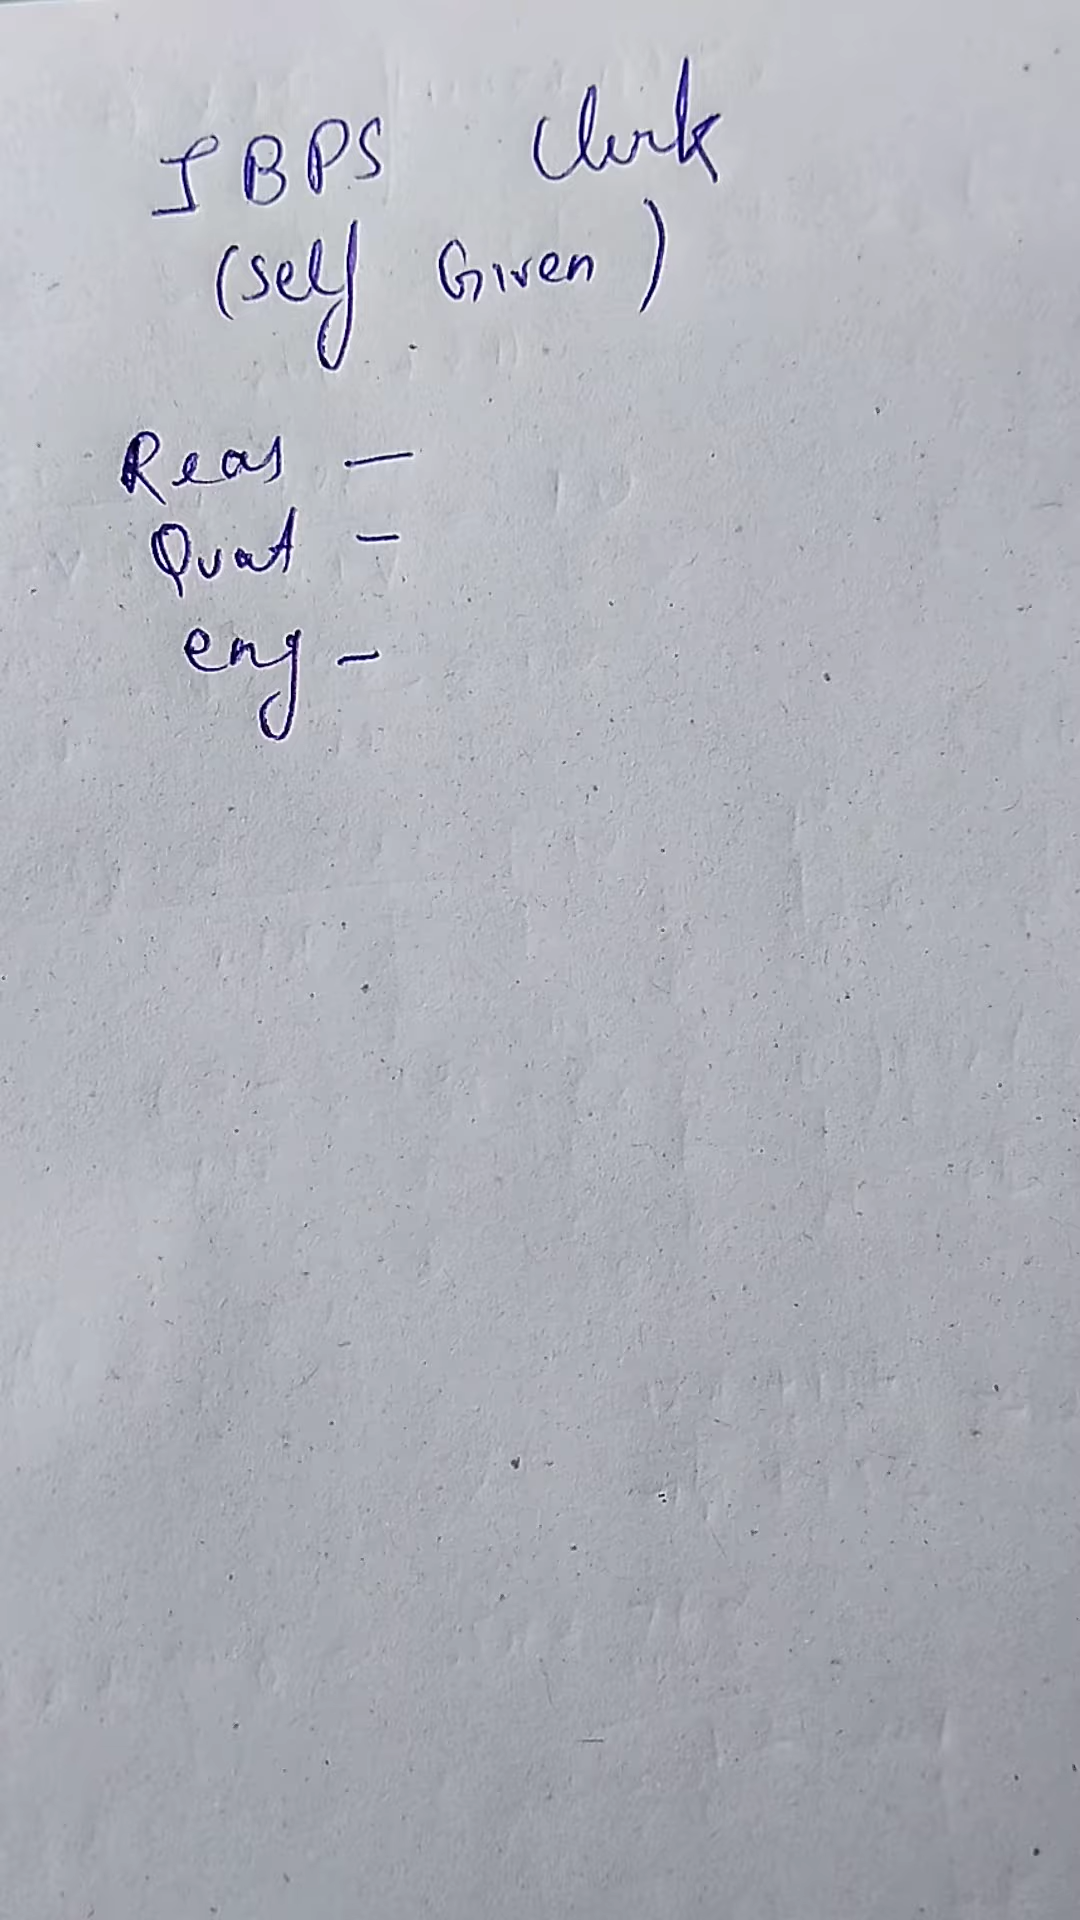 IBPS Clerk
(Self Given)
Reas —
Quat -
eng -